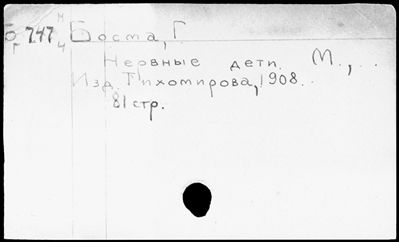 Б 747 Босма, Г.
Нервные дети. М.,
Изд. Тихомирова, 1908.
81 стр.